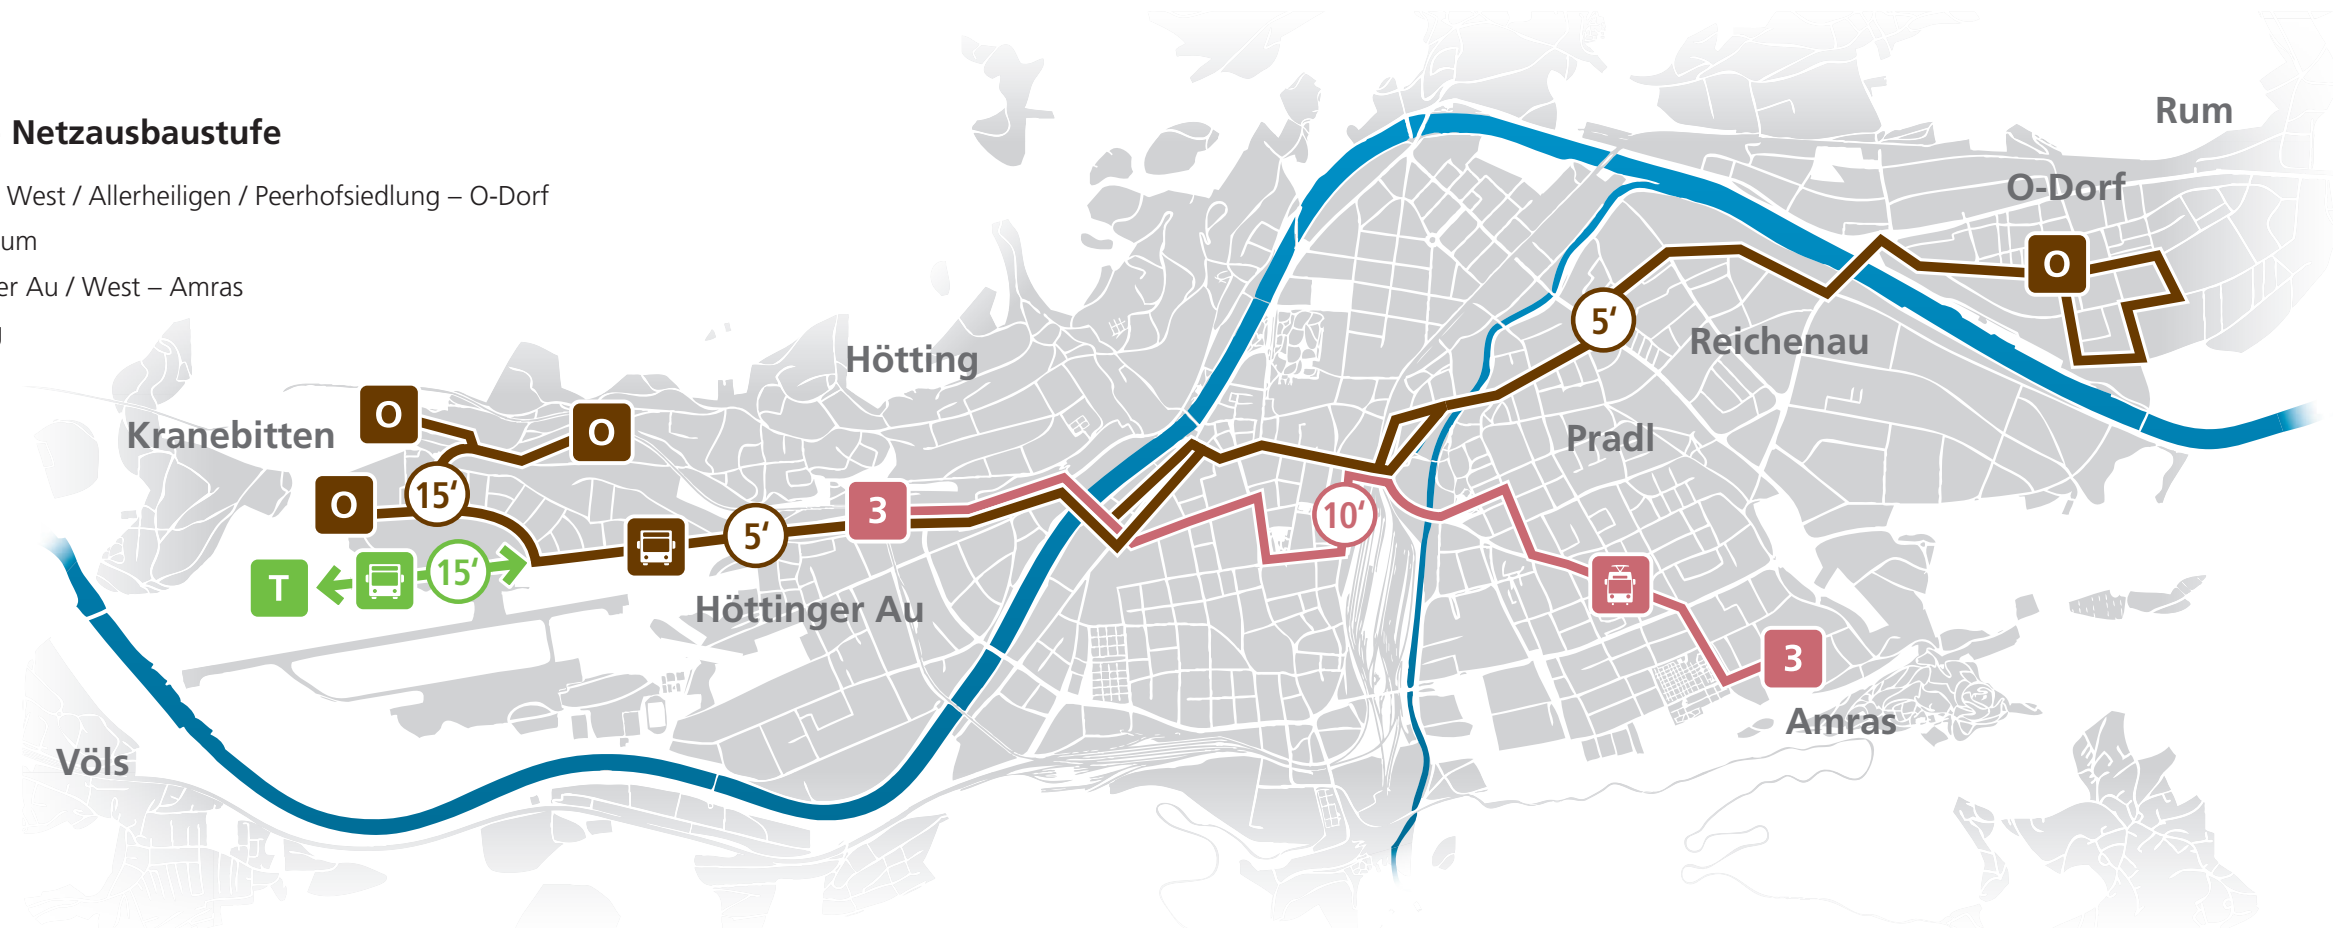 Netzausbaustufe
West / Allerheiligen / Peerhofsiedlung – O-Dorf
um
er Au / West – Amras
Rum
O-Dorf
O
Hötting
5‘
Reichenau
Kranebitten
O
O
Pradl
O
15‘
3
10‘
5‘
T
15‘
Höttinger Au
3
Amras
Völs